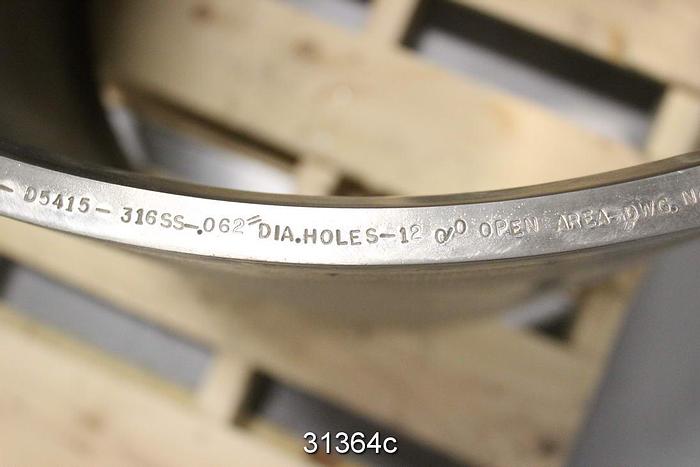 - D5415-316SS-.062" DIA.HOLES-12 % OPEN AREA-DWG. N
31364c